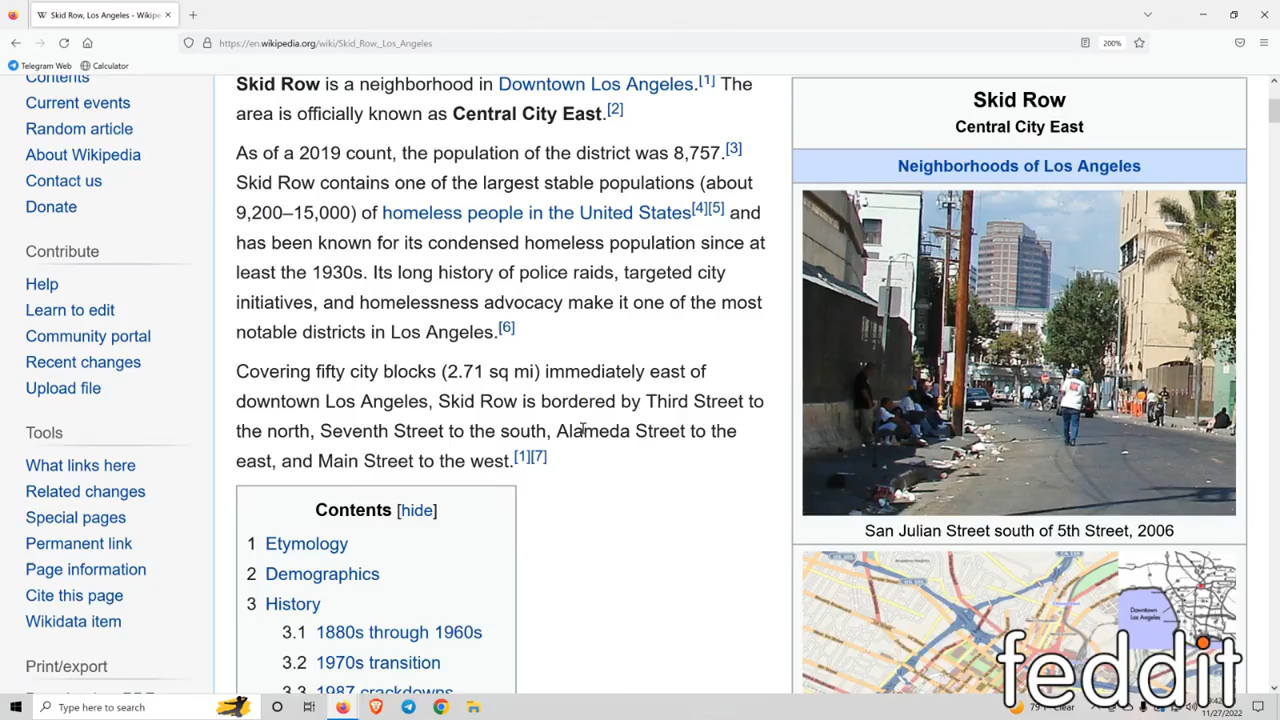 Skid Row, Los Angeles - Wikipe
https://en.wikipedia.org/wiki/Skid_Row,_Los_Angeles
200%
Telegram Web
Calculator
Contents
Current events
Random article
About Wikipedia
Contact us
Donate
Contribute
Help
Learn to edit
Community portal
Recent changes
Upload file
Tools
What links here
Related changes
Special pages
Permanent link
Page information
Cite this page
Wikidata item
Print/export
Skid Row is a neighborhood in Downtown Los Angeles.[1] The
area is officially known as Central City East.[2]
As of a 2019 count, the population of the district was 8,757.[3]
Skid Row contains one of the largest stable populations (about
9,200–15,000) of homeless people in the United States[4][5] and
has been known for its condensed homeless population since at
least the 1930s. Its long history of police raids, targeted city
initiatives, and homelessness advocacy make it one of the most
notable districts in Los Angeles.[6]
Covering fifty city blocks (2.71 sq mi) immediately east of
downtown Los Angeles, Skid Row is bordered by Third Street to
the north, Seventh Street to the south, Alameda Street to the
east, and Main Street to the west.[1][7]
Contents [hide]
1 Etymology
2 Demographics
3 History
3.1 1880s through 1960s
3.2 1970s transition
3.3 1987 crackdowns
Skid Row
Central City East
Neighborhoods of Los Angeles
San Julian Street south of 5th Street, 2006
Downtown
Los Angeles
feddit
Type here to search
Clear
11/27/2022